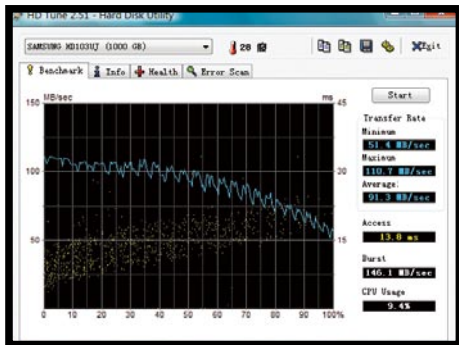 HD Tune 2.51 - Hard Disk Utility
SAMSUNG HD103UJ (1000 GB)
28
Exit
Benchmark
Info
Health
Error Scan
150
MB/sec
ms
45
100
30
50
15
0 10 20 30 40 50 60 70 80 90 100%
Start
Transfer Rate
Minimum
51.4 MB/sec
Maximum
110.7 MB/sec
Average:
91.3 MB/sec
Access
13.8 ms
Burst
146.1 MB/sec
CPU Usage
9.4%